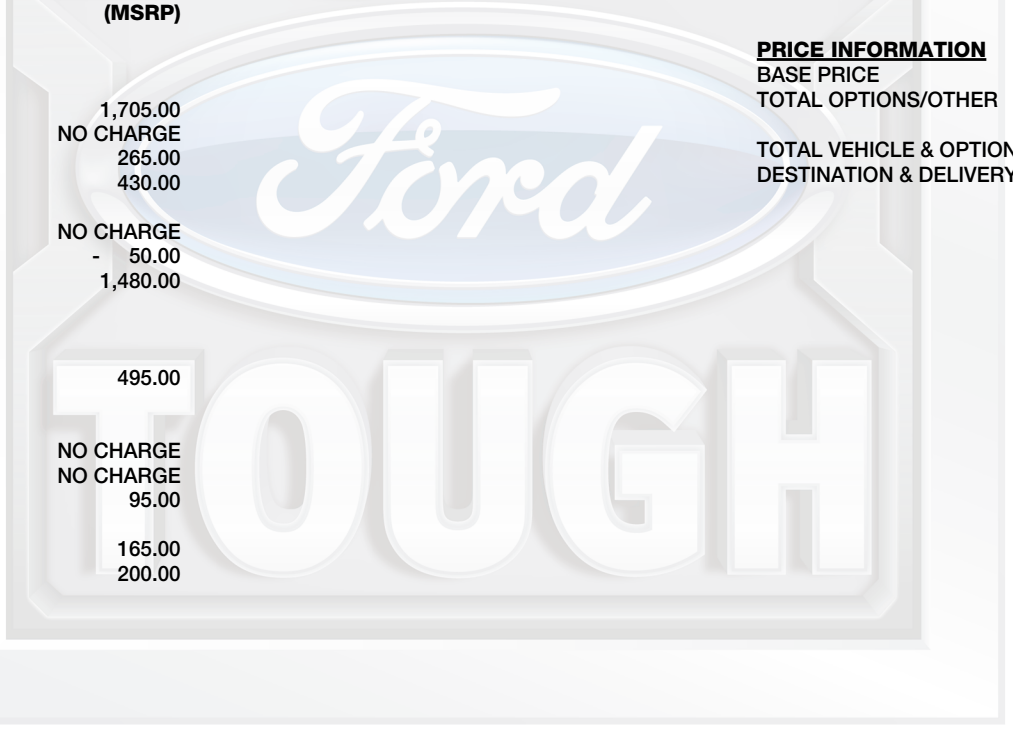 (MSRP)
1,705.00
NO CHARGE
265.00
430.00
NO CHARGE
- 50.00
1,480.00
495.00
NO CHARGE
NO CHARGE
95.00
165.00
200.00
PRICE INFORMATION
BASE PRICE
TOTAL OPTIONS/OTHER
TOTAL VEHICLE & OPTION
DESTINATION & DELIVERY
Ford
TOUGH